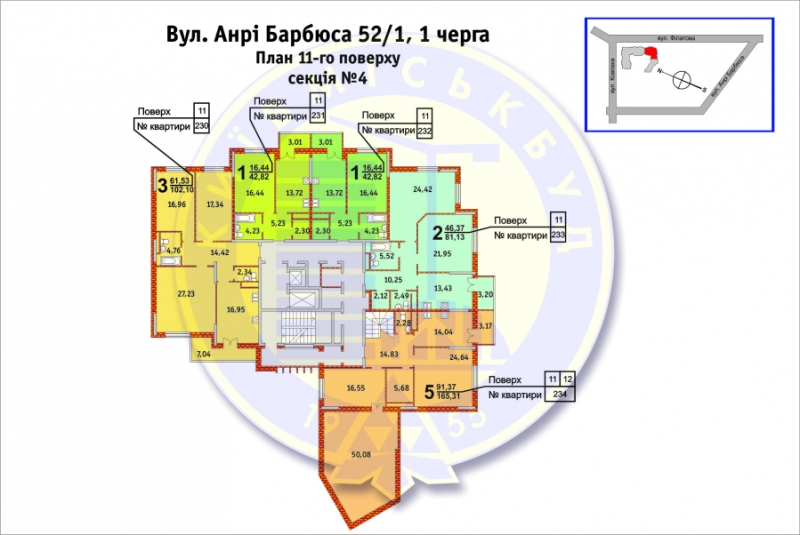 Вул. Анрі Барбюса 52/1, 1 черга
План 11-го поверху
секція №4
вул. Філатова
вул. Ковпака
вул. Анрі Барбюса
N
S
Поверх 11
№ квартири 230
Поверх 11
№ квартири 231
Поверх 11
№ квартири 232
3 61,53
102,10
16,96
17,34
4,76
14,42
2,34
27,23
16,95
7,04
3,01
3,01
1 16,44
42,82
16,44
13,72
5,23
4,23
2,30
1 16,44
42,82
13,72
16,44
5,23
2,30
4,23
24,42
2 46,37
81,13
Поверх 11
№ квартири 233
21,95
5,52
10,25
13,43
2,12
2,49
3,20
2,28
14,04
3,17
14,83
24,64
16,55
5,68
5 91,37
165,31
Поверх 11 12
№ квартири 234
50,08
КИЇВМІСЬКБУД
1955